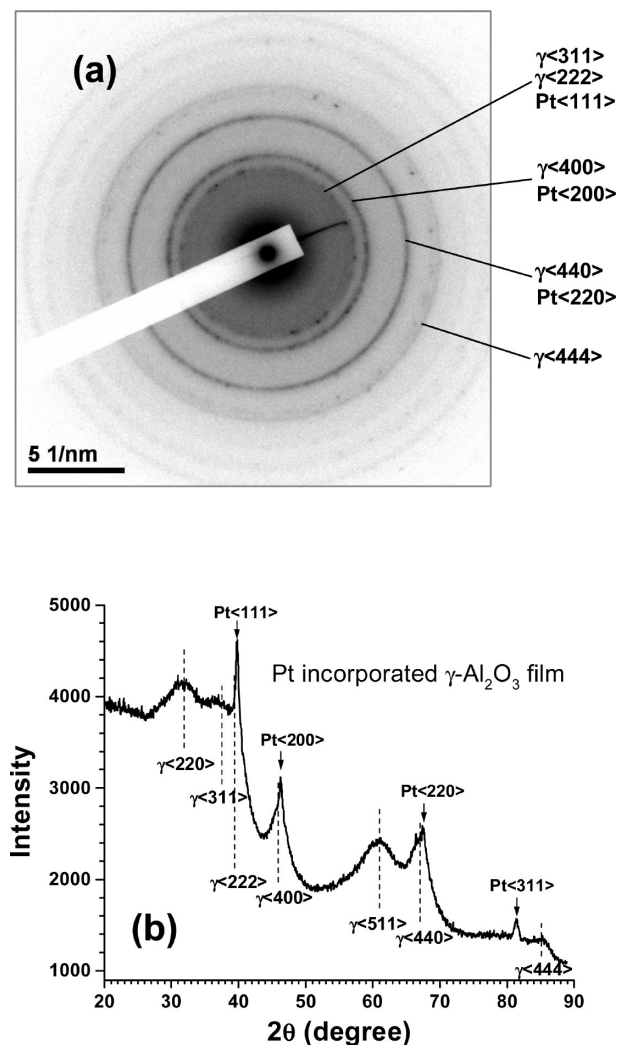 (a)
γ<311>
γ<222>
Pt<111>
γ<400>
Pt<200>
γ<440>
Pt<220>
γ<444>
5 1/nm
5000
4000
3000
2000
1000
Intensity
Pt<111>
Pt incorporated γ-Al₂O₃ film
Pt<200>
γ<220>
Pt<220>
γ<311>
γ<222>
γ<400>
γ<511>
γ<440>
Pt<311>
γ<444>
(b)
20 30 40 50 60 70 80 90
2θ (degree)